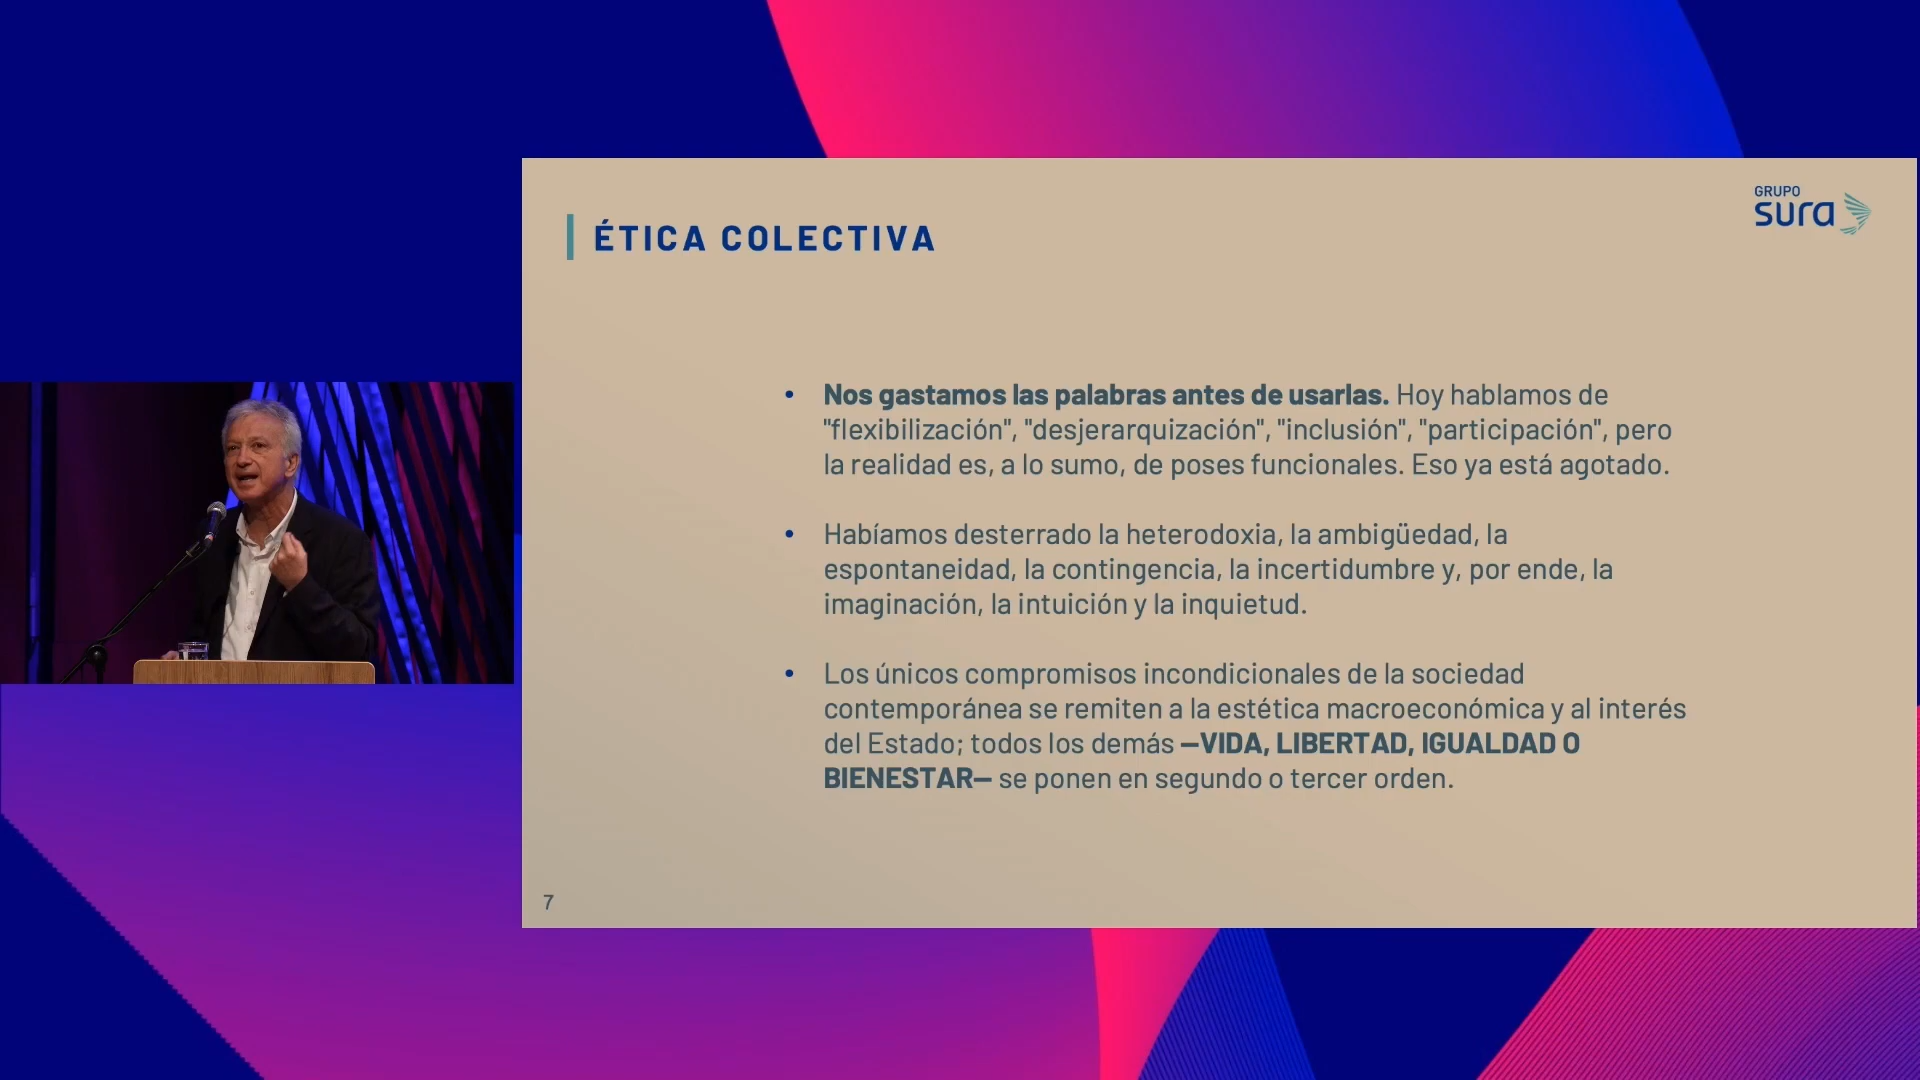 GRUPO
sura
ÉTICA COLECTIVA
• Nos gastamos las palabras antes de usarlas. Hoy hablamos de
"flexibilización", "desjerarquización", "inclusión", "participación", pero
la realidad es, a lo sumo, de poses funcionales. Eso ya está agotado.
• Habíamos desterrado la heterodoxia, la ambigüedad, la
espontaneidad, la contingencia, la incertidumbre y, por ende, la
imaginación, la intuición y la inquietud.
• Los únicos compromisos incondicionales de la sociedad
contemporánea se remiten a la estética macroeconómica y al interés
del Estado; todos los demás —VIDA, LIBERTAD, IGUALDAD O
BIENESTAR— se ponen en segundo o tercer orden.
7